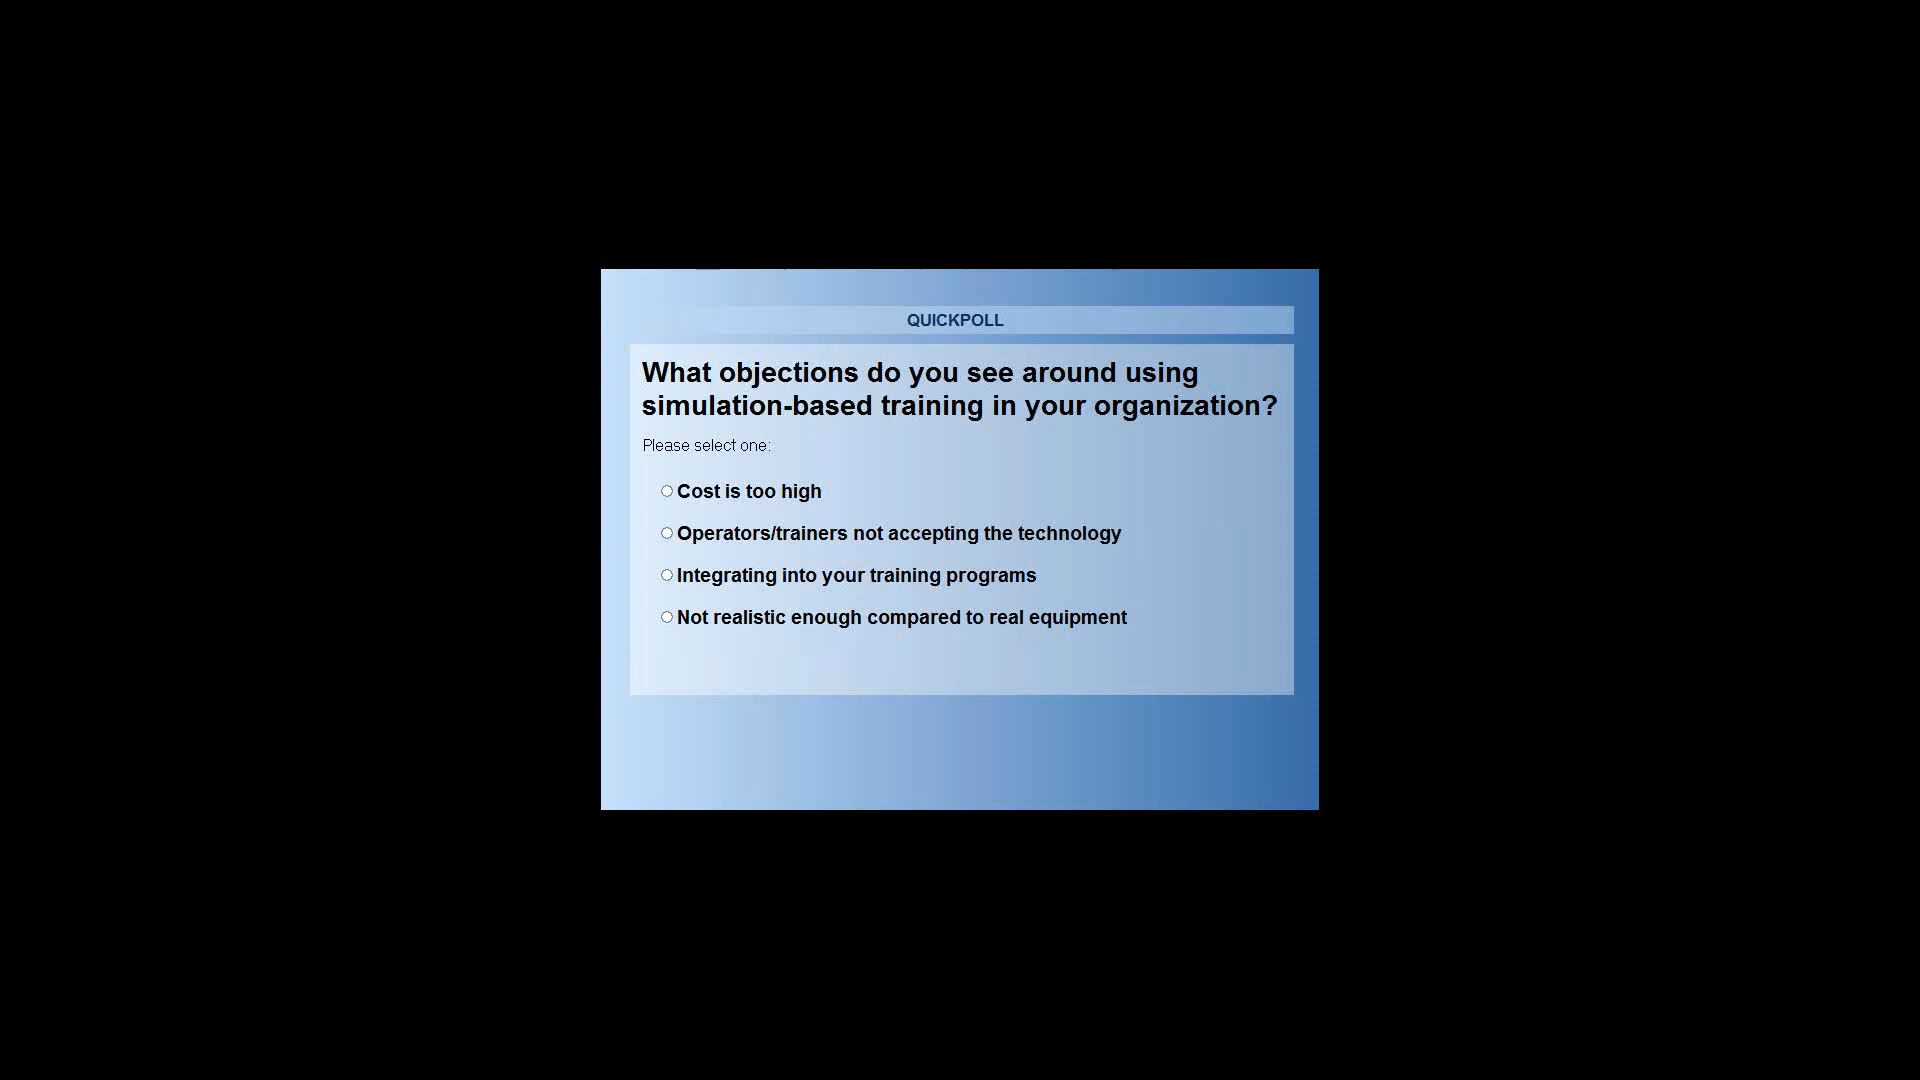 QUICKPOLL
What objections do you see around using
simulation-based training in your organization?
Please select one:
Cost is too high
Operators/trainers not accepting the technology
Integrating into your training programs
Not realistic enough compared to real equipment